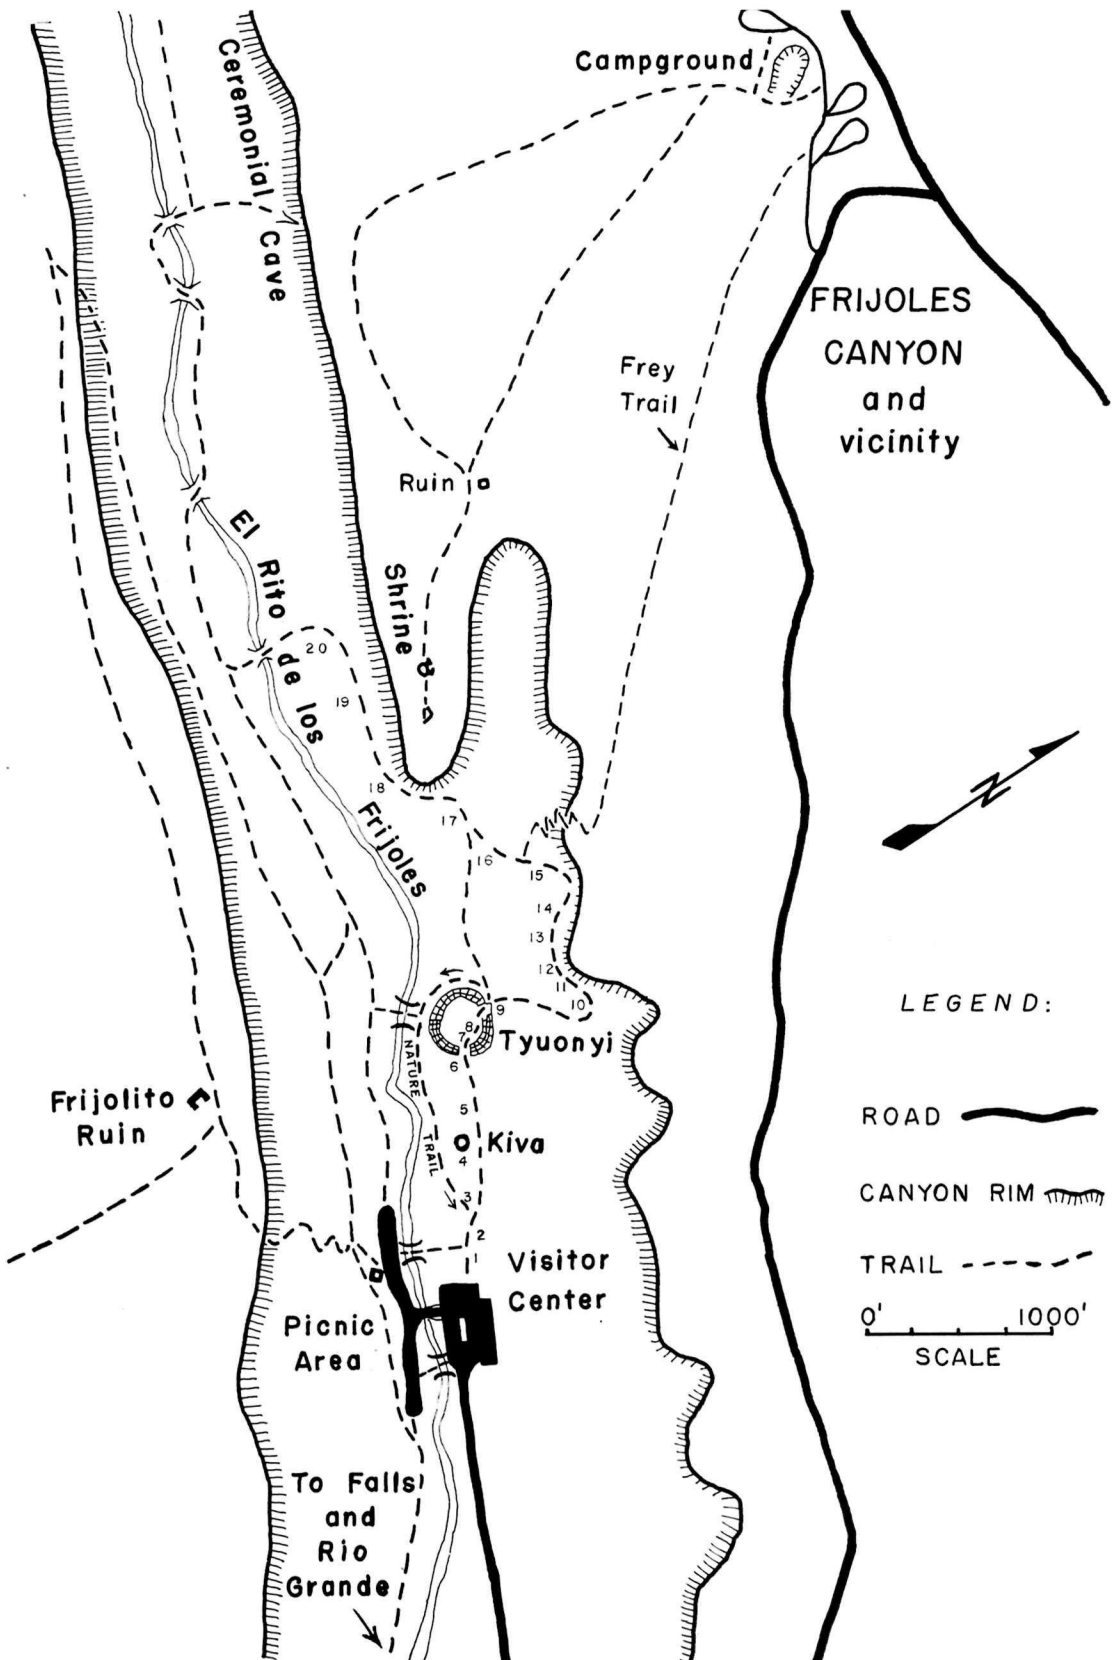 Campground
Ceremonial
Cave
FRIJOLES
CANYON
and
vicinity
Frey
Trail
Ruin
El Rito de los Frijoles
Shrine
20
19
18
17
16
15
14
13
12
11
10
9
8
7
6
Tyuonyi
NATURE
TRAIL
5
Kiva
4
3
2
1
Frijolito
Ruin
Visitor
Center
Picnic
Area
To Falls
and
Rio
Grande
N
LEGEND:
ROAD
CANYON RIM
TRAIL
0' 1000'
SCALE